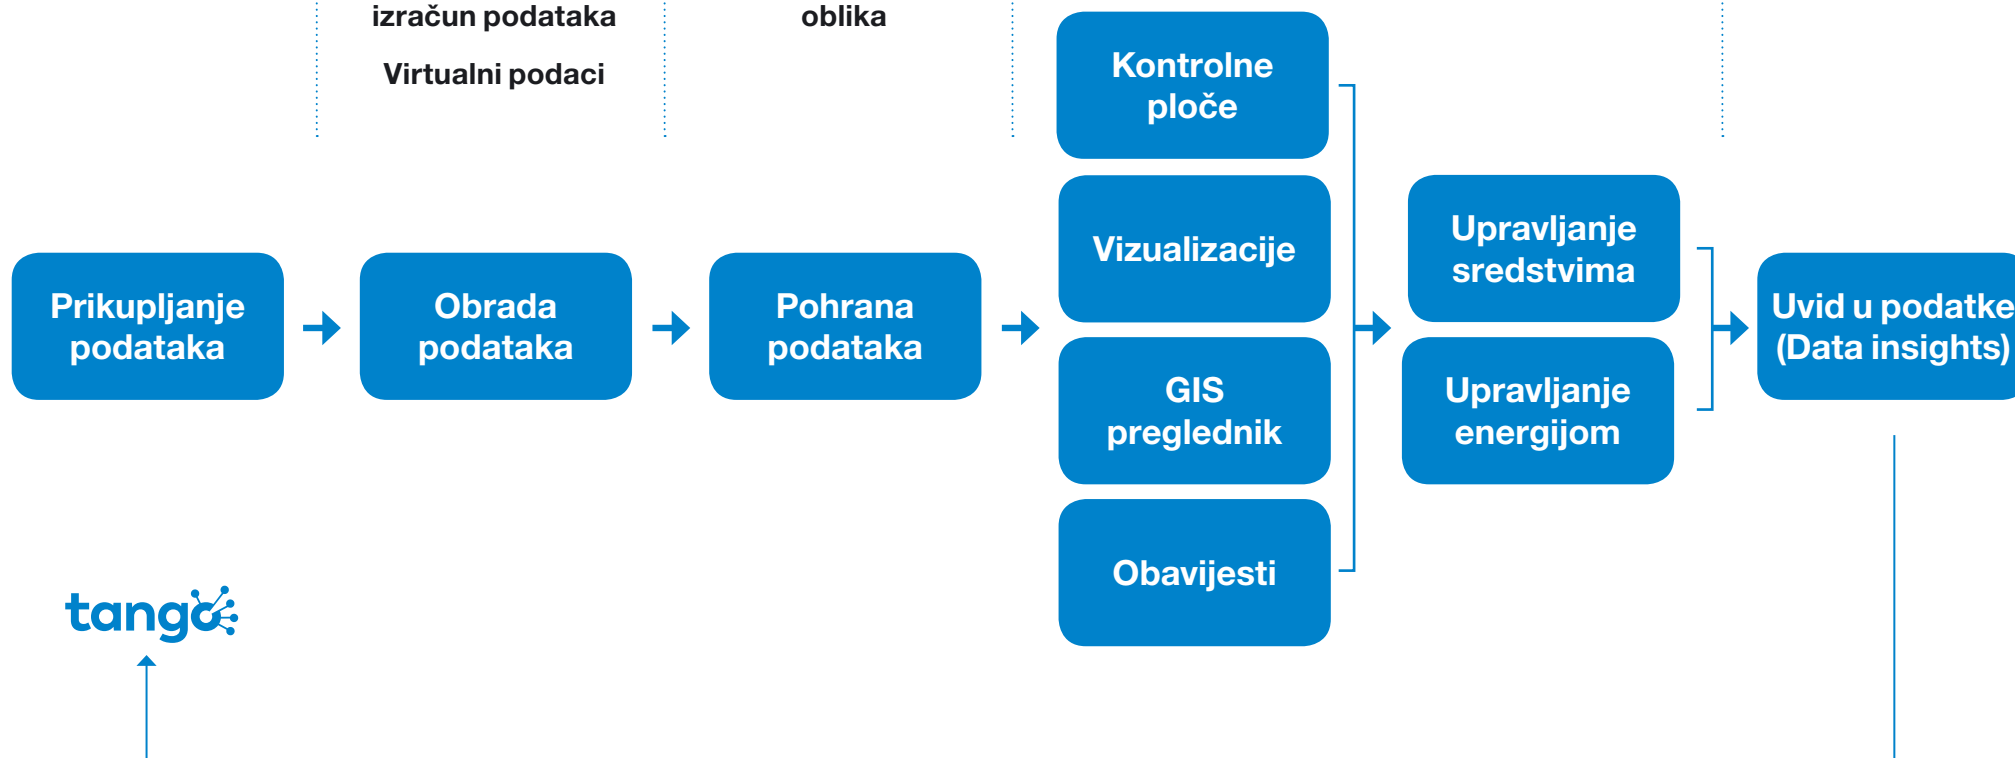 izračun podataka
Virtualni podaci
oblika
Prikupljanje
podataka
Obrada
podataka
Pohrana
podataka
Kontrolne
ploče
Vizualizacije
GIS
preglednik
Obavijesti
Upravljanje
sredstvima
Upravljanje
energijom
Uvid u podatke
(Data insights)
tango